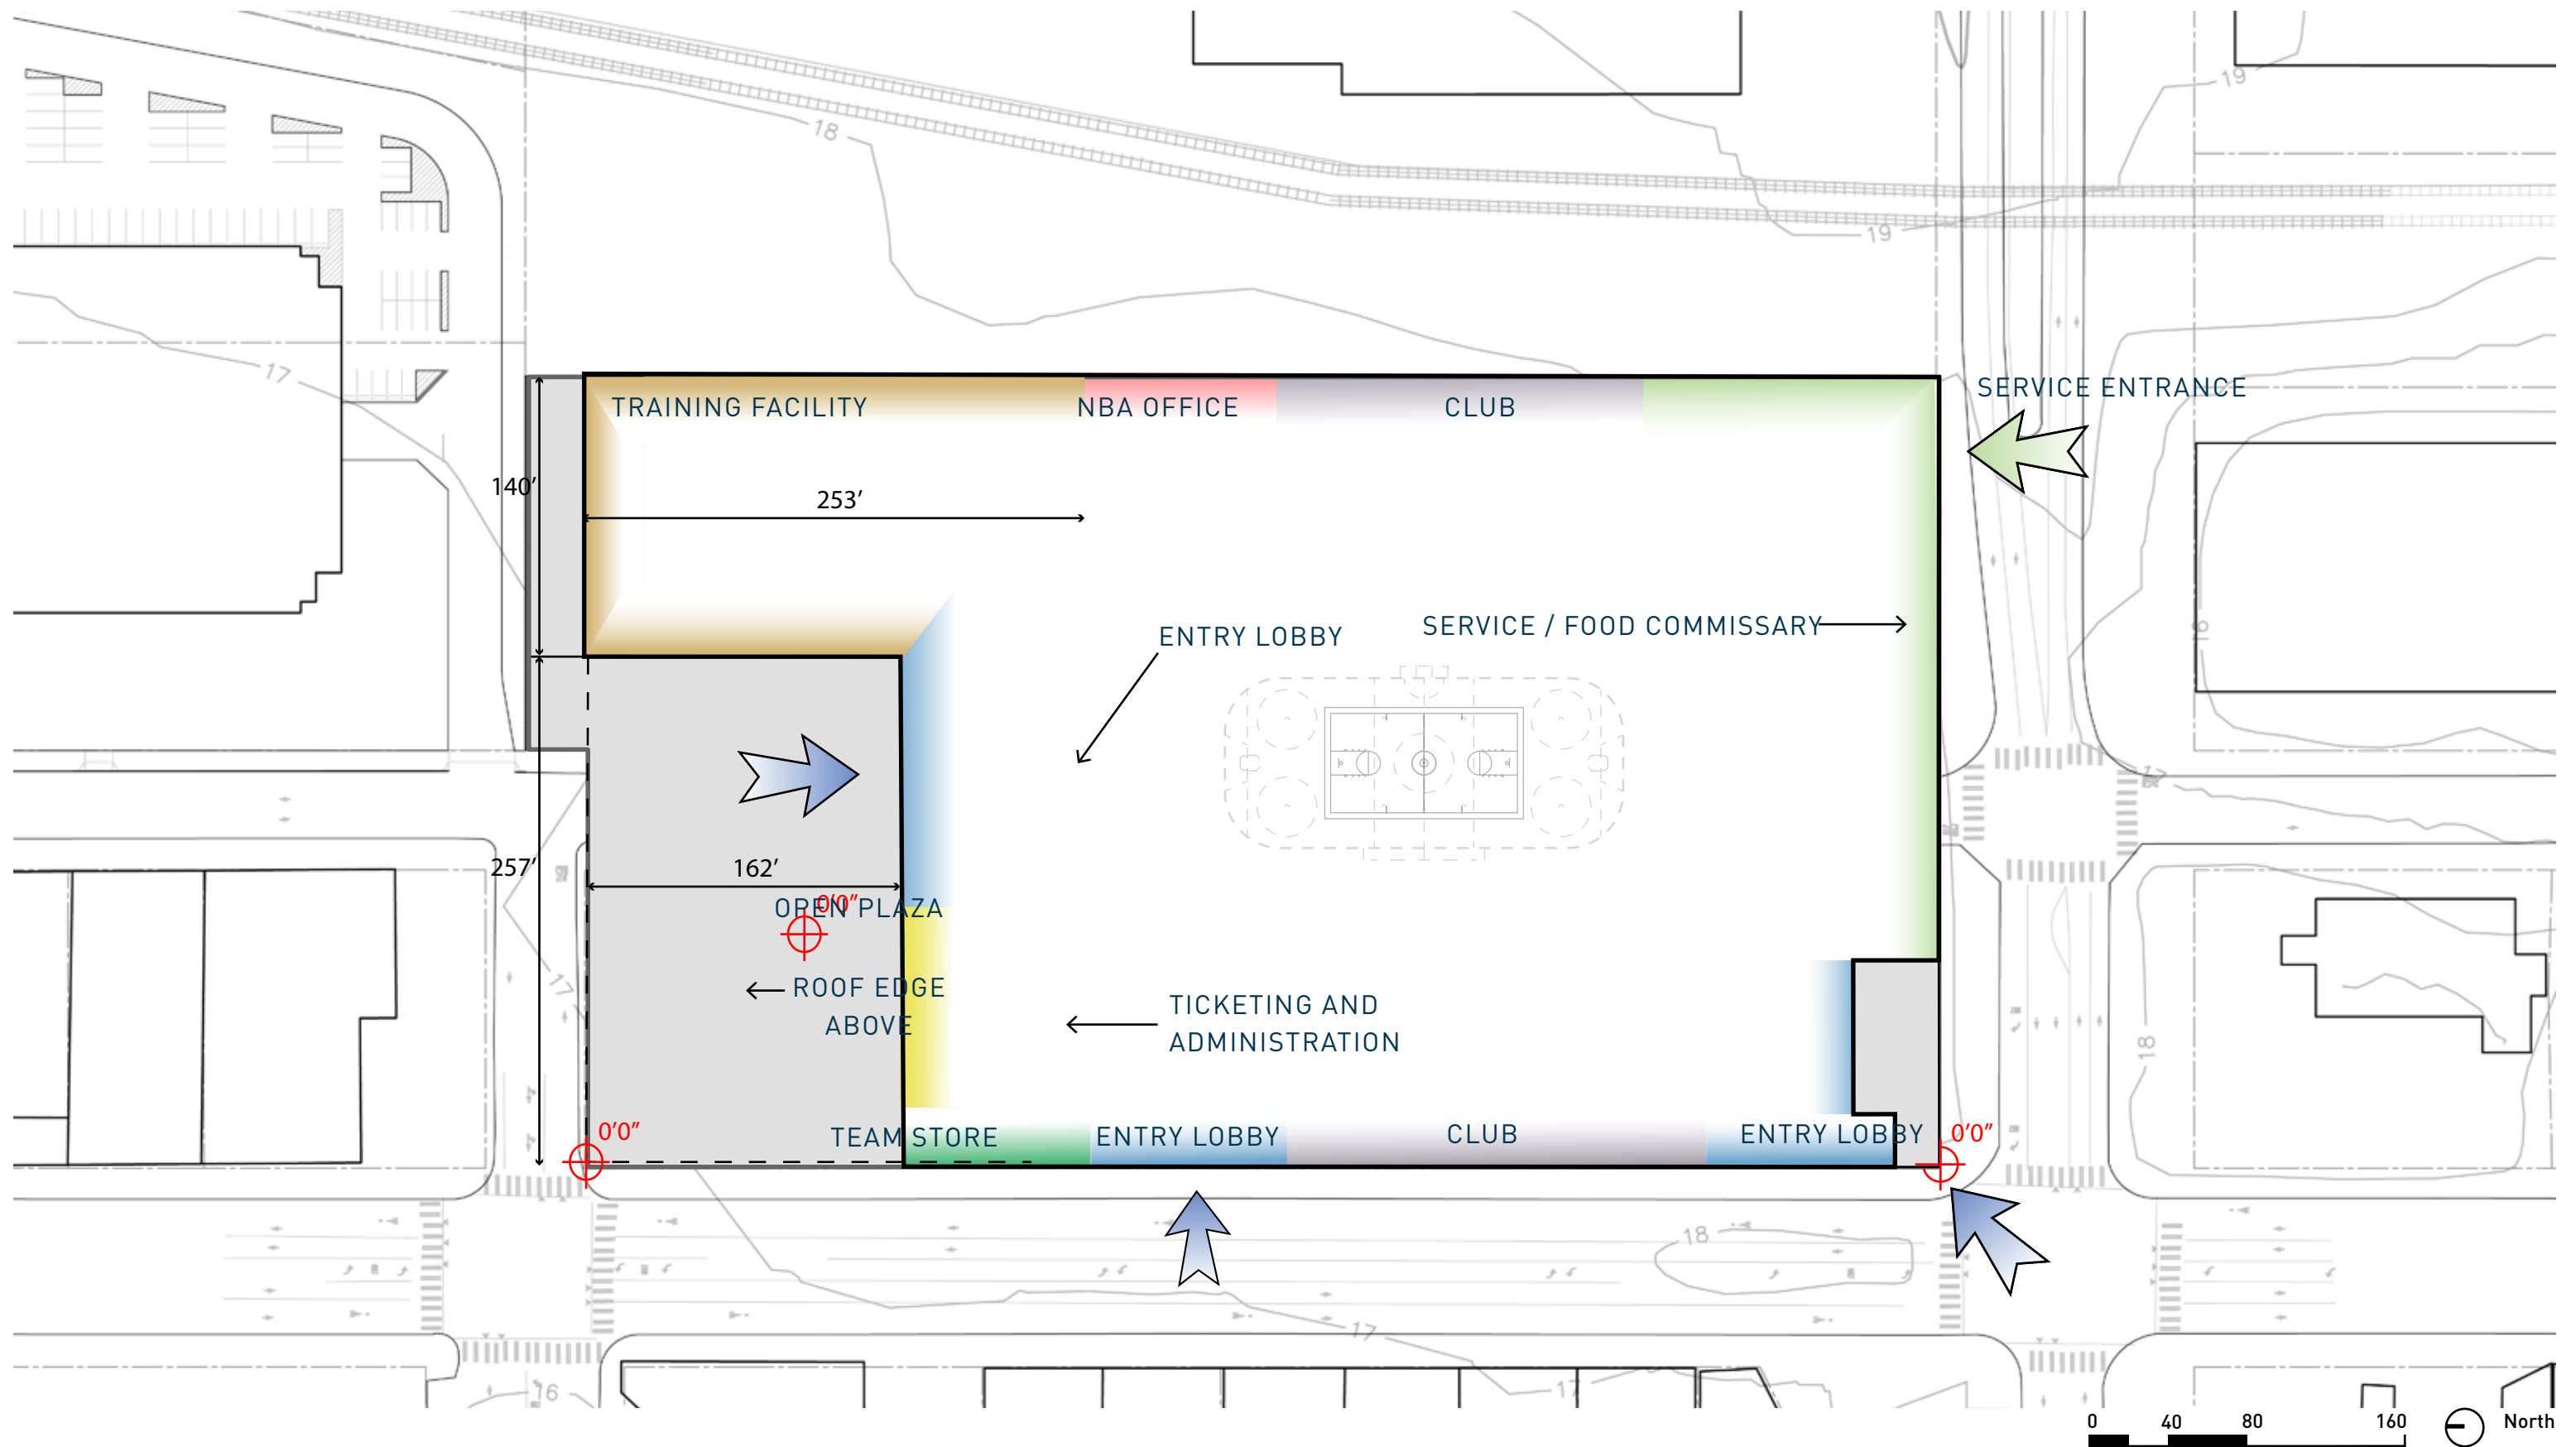 19
18
19
17
SERVICE ENTRANCE
TRAINING FACILITY
NBA OFFICE
CLUB
140’
253’
ENTRY LOBBY
SERVICE / FOOD COMMISSARY
16
17
257’
162’
0’0”
OPEN PLAZA
17
ROOF EDGE
ABOVE
TICKETING AND
ADMINISTRATION
18
0’0”
TEAM STORE
ENTRY LOBBY
CLUB
ENTRY LOBBY
0’0”
18
17
16
17
0
40
80
160
North